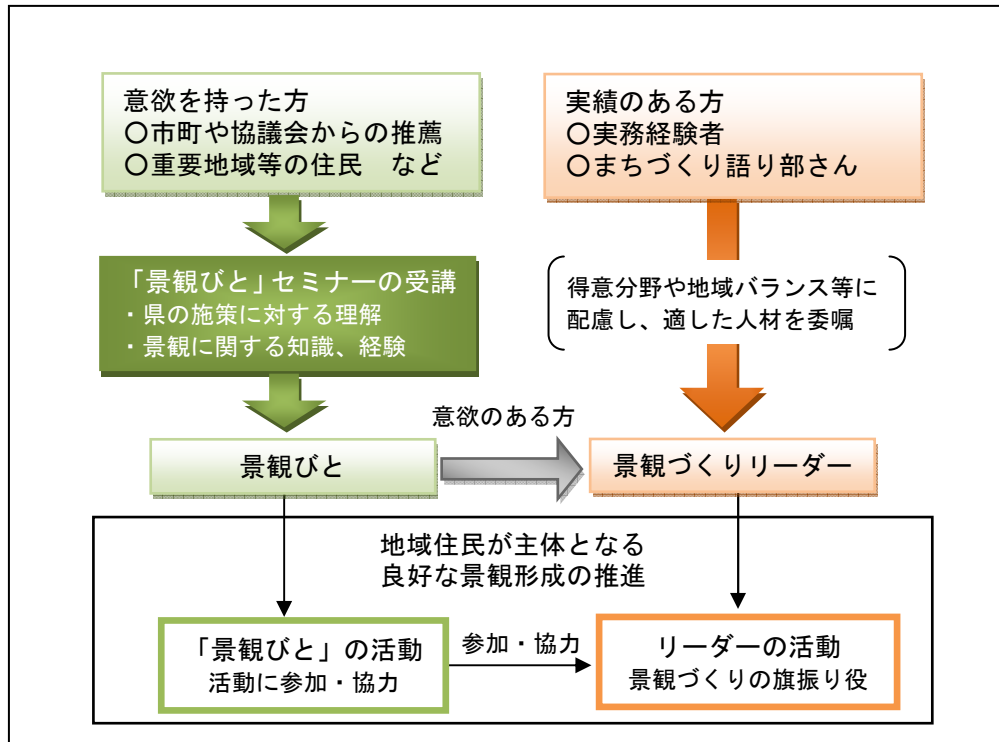 意欲を持った方
〇市町や協議会からの推薦
〇重要地域等の住民　など
実績のある方
〇実務経験者
〇まちづくり語り部さん
「景観びと」セミナーの受講
・県の施策に対する理解
・景観に関する知識、経験
得意分野や地域バランス等に
配慮し、適した人材を委嘱
意欲のある方
景観びと
景観づくりリーダー
地域住民が主体となる
良好な景観形成の推進
「景観びと」の活動
活動に参加・協力
参加・協力
リーダーの活動
景観づくりの旗振り役